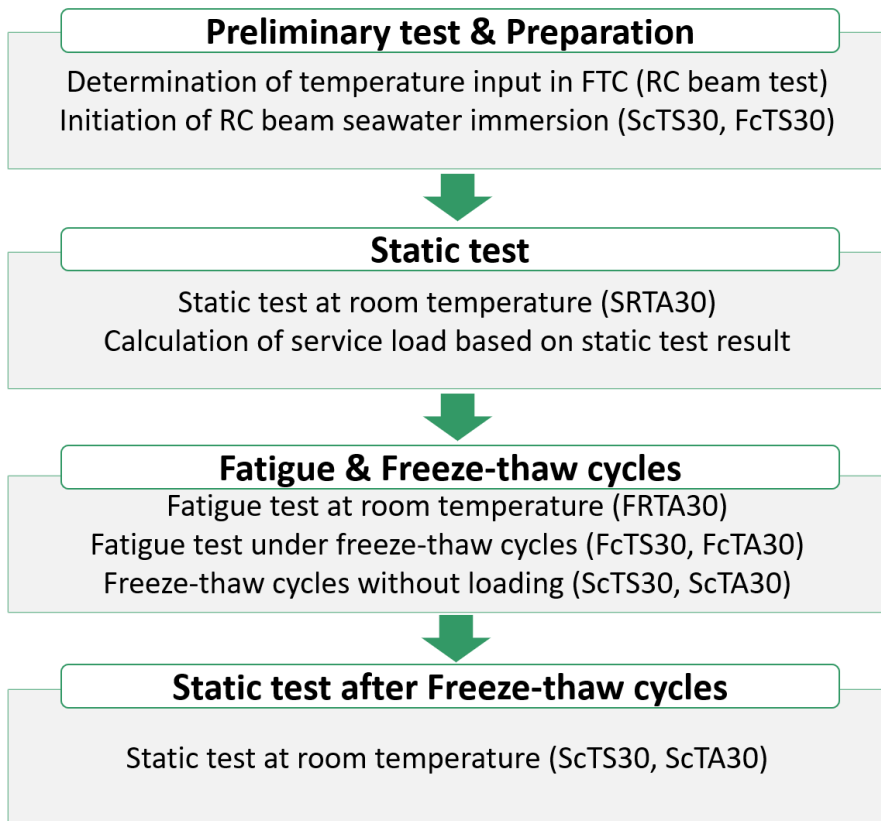 Preliminary test & Preparation
Determination of temperature input in FTC (RC beam test)
Initiation of RC beam seawater immersion (ScTS30, FcTS30)
Static test
Static test at room temperature (SRTA30)
Calculation of service load based on static test result
Fatigue & Freeze-thaw cycles
Fatigue test at room temperature (FRTA30)
Fatigue test under freeze-thaw cycles (FcTS30, FcTA30)
Freeze-thaw cycles without loading (ScTS30, ScTA30)
Static test after Freeze-thaw cycles
Static test at room temperature (ScTS30, ScTA30)